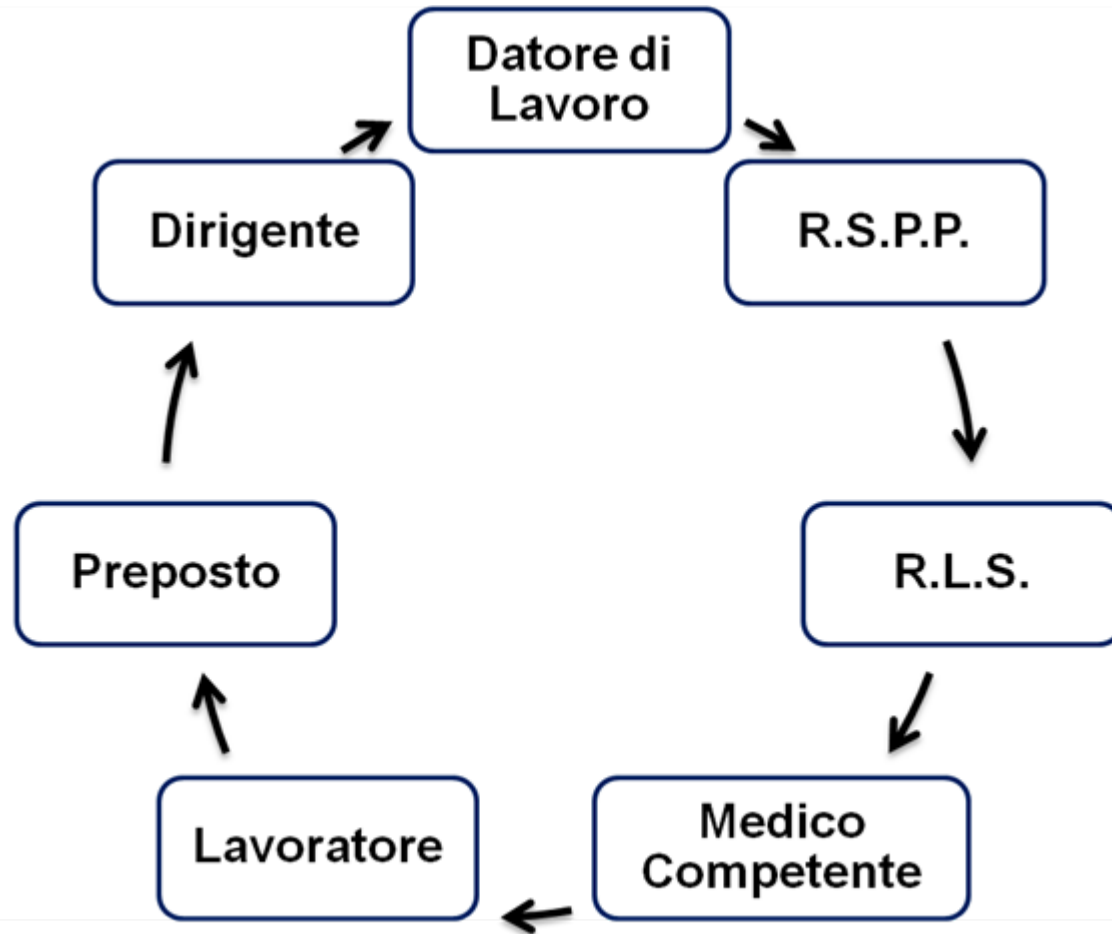 Datore di
Lavoro
R.S.P.P.
R.L.S.
Medico
Competente
Lavoratore
Preposto
Dirigente